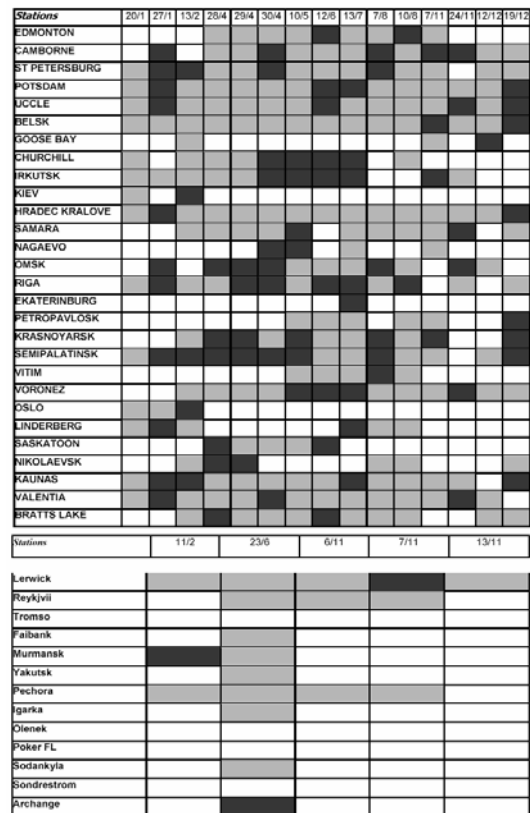 Stations 20/1 27/1 13/2 28/4 29/4 30/4 10/5 12/6 13/7 7/8 10/8 7/11 24/11 12/12 19/12
EDMONTON
CAMBORNE
ST PETERSBURG
POTSDAM
UCCLE
BELSK
GOOSE BAY
CHURCHILL
IRKUTSK
KIEV
HRADEC KRALOVE
SAMARA
NAGAEVO
OMSK
RIGA
EKATERINBURG
PETROPAVLOSK
KRASNOYARSK
SEMIPALATINSK
VITIM
VORONEZ
OSLO
LINDERBERG
SASKATOON
NIKOLAEVSK
KAUNAS
VALENTIA
BRATTS LAKE
Stations 11/2 23/6 6/11 7/11 13/11
Lerwick
Reykjvii
Tromso
Faibank
Murmansk
Yakutsk
Pechora
Igarka
Olenek
Poker FL
Sodankyla
Sondrestrom
Archange